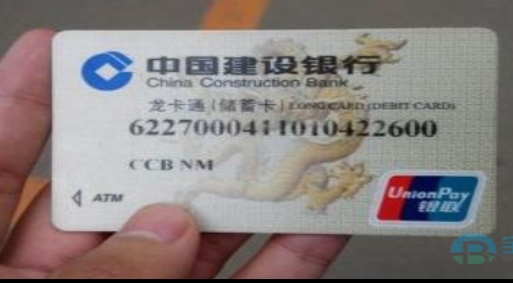 中国建设银行
China Construction Bank
龙卡通(储蓄卡) LONG CARD (DEBIT CARD)
6227000411010422600
CCB NM
ATM
UnionPay
银联